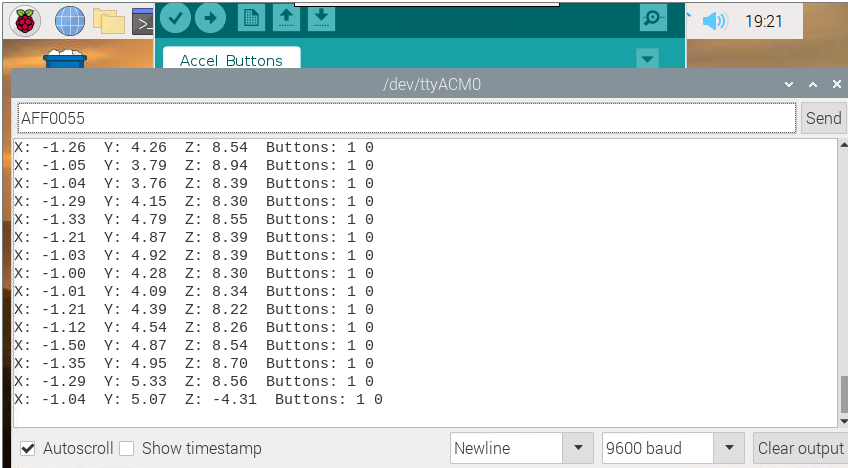 19:21
Accel_Buttons
/dev/ttyACM0
AFF0055
Send
X: -1.26  Y: 4.26  Z: 8.54  Buttons: 1 0
X: -1.05  Y: 3.79  Z: 8.94  Buttons: 1 0
X: -1.04  Y: 3.76  Z: 8.39  Buttons: 1 0
X: -1.29  Y: 4.15  Z: 8.30  Buttons: 1 0
X: -1.33  Y: 4.79  Z: 8.55  Buttons: 1 0
X: -1.21  Y: 4.87  Z: 8.39  Buttons: 1 0
X: -1.03  Y: 4.92  Z: 8.39  Buttons: 1 0
X: -1.00  Y: 4.28  Z: 8.30  Buttons: 1 0
X: -1.01  Y: 4.09  Z: 8.34  Buttons: 1 0
X: -1.21  Y: 4.39  Z: 8.22  Buttons: 1 0
X: -1.12  Y: 4.54  Z: 8.26  Buttons: 1 0
X: -1.50  Y: 4.87  Z: 8.54  Buttons: 1 0
X: -1.35  Y: 4.95  Z: 8.70  Buttons: 1 0
X: -1.29  Y: 5.33  Z: 8.56  Buttons: 1 0
X: -1.04  Y: 5.07  Z: -4.31  Buttons: 1 0
Autoscroll Show timestamp Newline 9600 baud Clear output